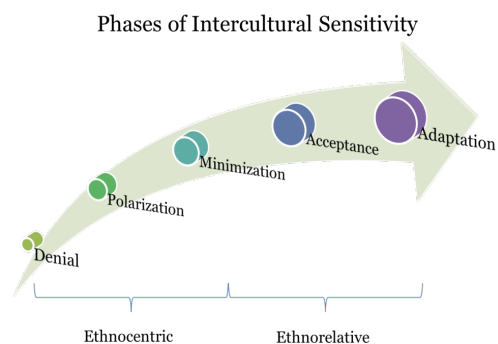 Phases of Intercultural Sensitivity
Adaptation
Acceptance
Minimization
Polarization
Denial
Ethnocentric
Ethnorelative